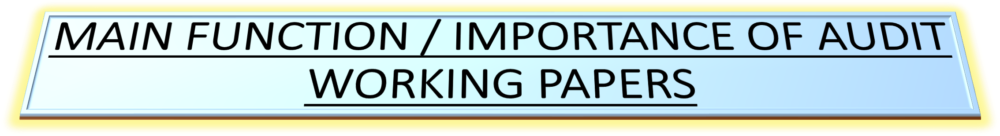 MAIN FUNCTION / IMPORTANCE OF AUDIT
WORKING PAPERS